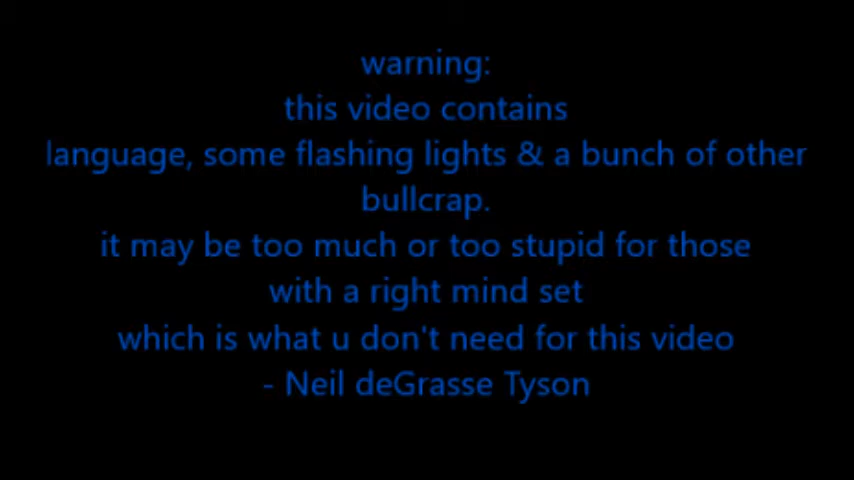 warning:
this video contains
language, some flashing lights & a bunch of other
bullcrap.
it may be too much or too stupid for those
with a right mind set
which is what u don't need for this video
- Neil deGrasse Tyson